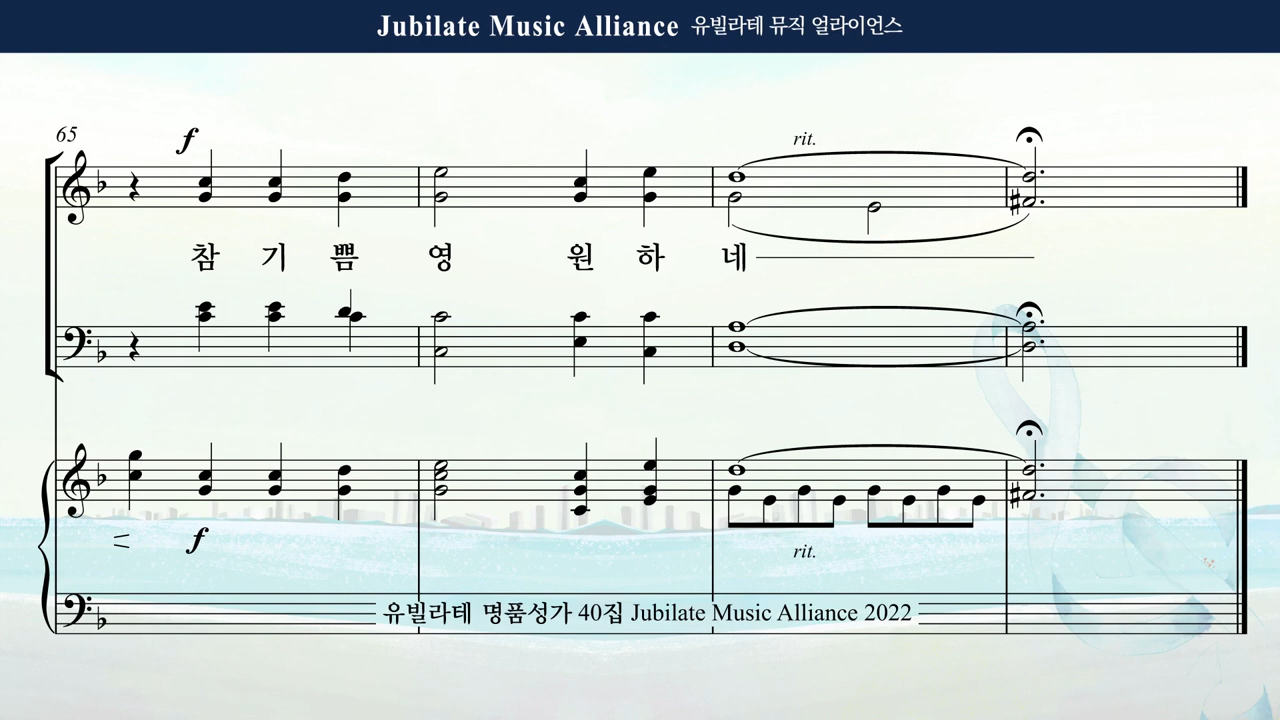 Jubilate Music Alliance 유빌라테 뮤직 얼라이언스
65
f
rit.
참 기 쁨 영 원 하 네
f
rit.
유빌라테 명품성가 40집 Jubilate Music Alliance 2022